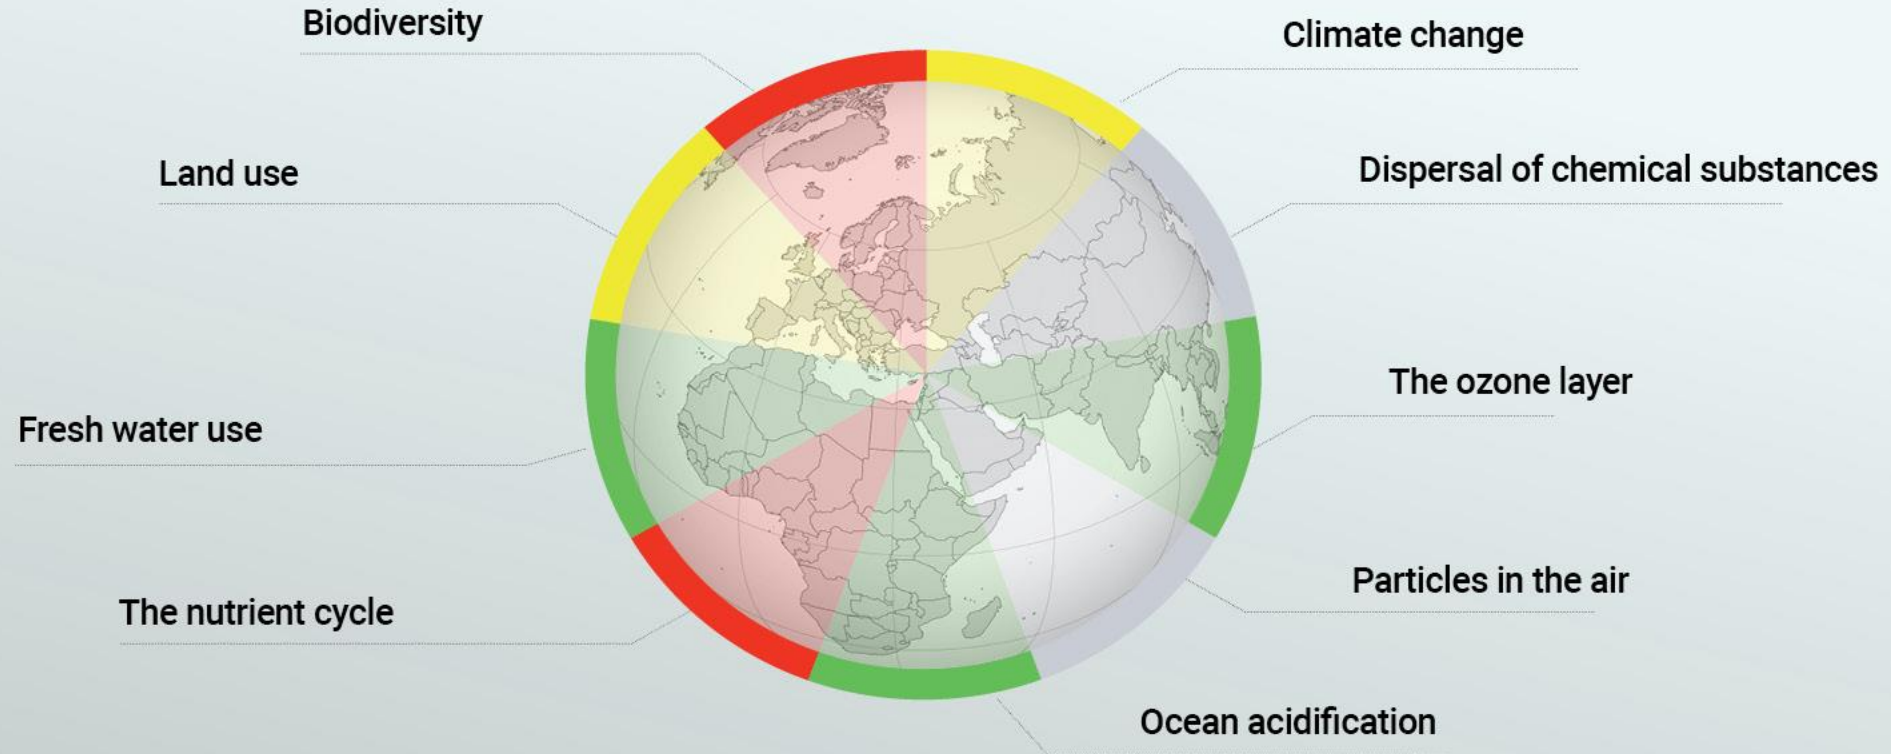 Biodiversity
Climate change
Land use
Dispersal of chemical substances
The ozone layer
Fresh water use
Particles in the air
The nutrient cycle
Ocean acidification